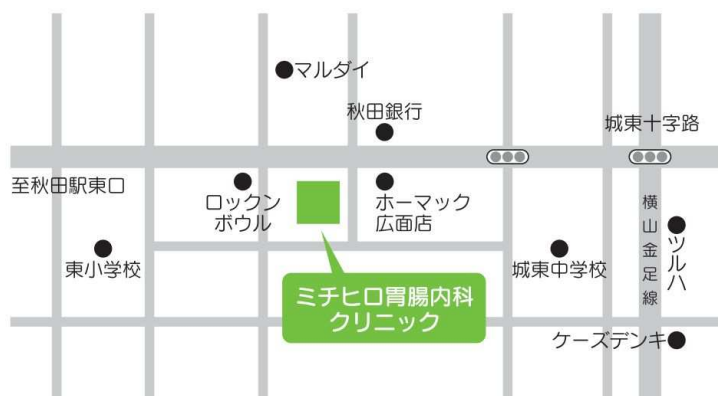 マルダイ
秋田銀行
城東十字路
至秋田駅東口
ロックン
ボウル
ホーマック
広面店
横山金足線
ツルハ
東小学校
城東中学校
ミチヒロ胃腸内科
クリニック
ケーズデンキ